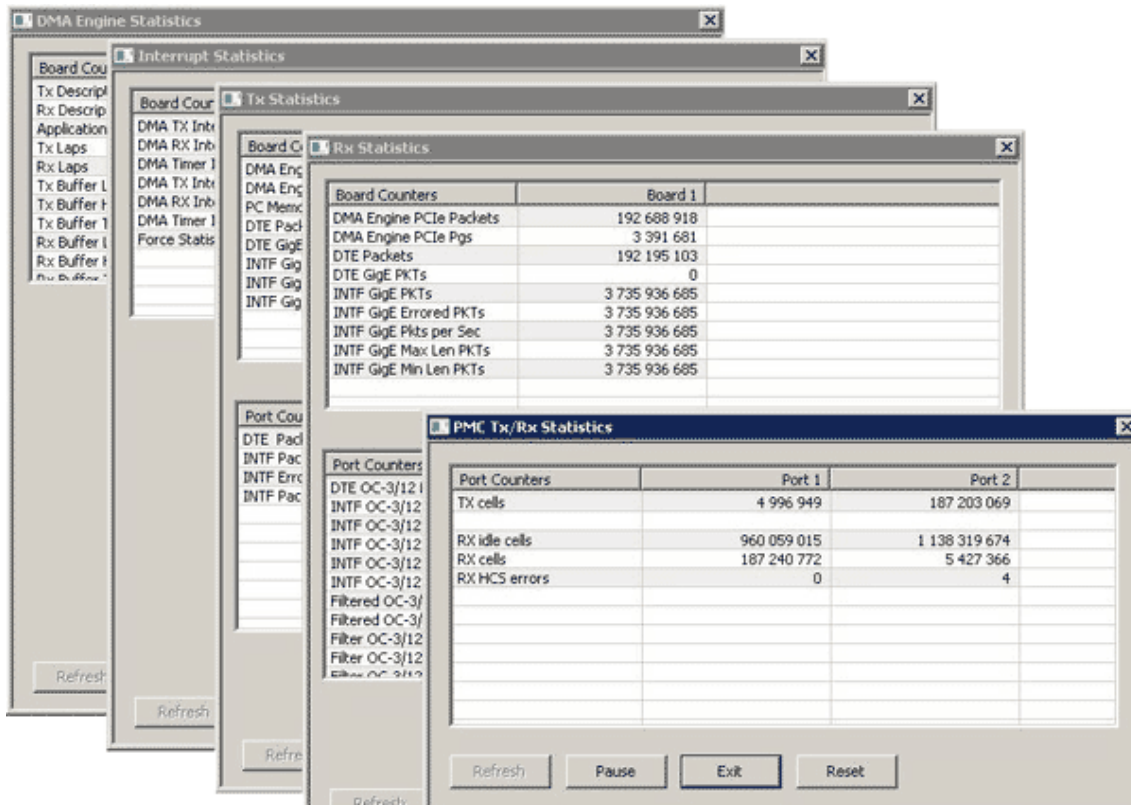 DMA Engine Statistics
Board Cou
Tx Descript
Rx Descrip
Application
Tx Laps
Rx Laps
Tx Buffer L
Tx Buffer H
Tx Buffer T
Rx Buffer L
Rx Buffer H
Refresh
Interrupt Statistics
Board Coun
DMA TX Inte
DMA RX Int
DMA Timer I
DMA TX Inte
DMA RX Int
DMA Timer I
Force Statis
Refresh
Tx Statistics
Board C
DMA Eng
DMA Eng
PC Memo
DTE Pack
DTE GigE
INTF Gig
INTF Gig
INTF Gig
Port Cou
DTE Pack
INTF Pac
INTF Erro
INTF Pac
Refre
Rx Statistics
Board Counters Board 1
DMA Engine PCIe Packets 192 688 918
DMA Engine PCIe Pgs 3 391 681
DTE Packets 192 195 103
DTE GigE PKTs 0
INTF GigE PKTs 3 735 936 685
INTF GigE Errored PKTs 3 735 936 685
INTF GigE Pkts per Sec 3 735 936 685
INTF GigE Max Len PKTs 3 735 936 685
INTF GigE Min Len PKTs 3 735 936 685
Port Counters
DTE OC-3/12
INTF OC-3/12
INTF OC-3/12
INTF OC-3/12
INTF OC-3/12
INTF OC-3/12
Filtered OC-3/
Filtered OC-3/
Filter OC-3/12
Filter OC-3/12
Filter OC-3/12
Refresh
PMC Tx/Rx Statistics
Port Counters Port 1 Port 2
TX cells 4 996 949 187 203 069
RX idle cells 960 059 015 1 138 319 674
RX cells 187 240 772 5 427 366
RX HCS errors 0 4
Refresh Pause Exit Reset